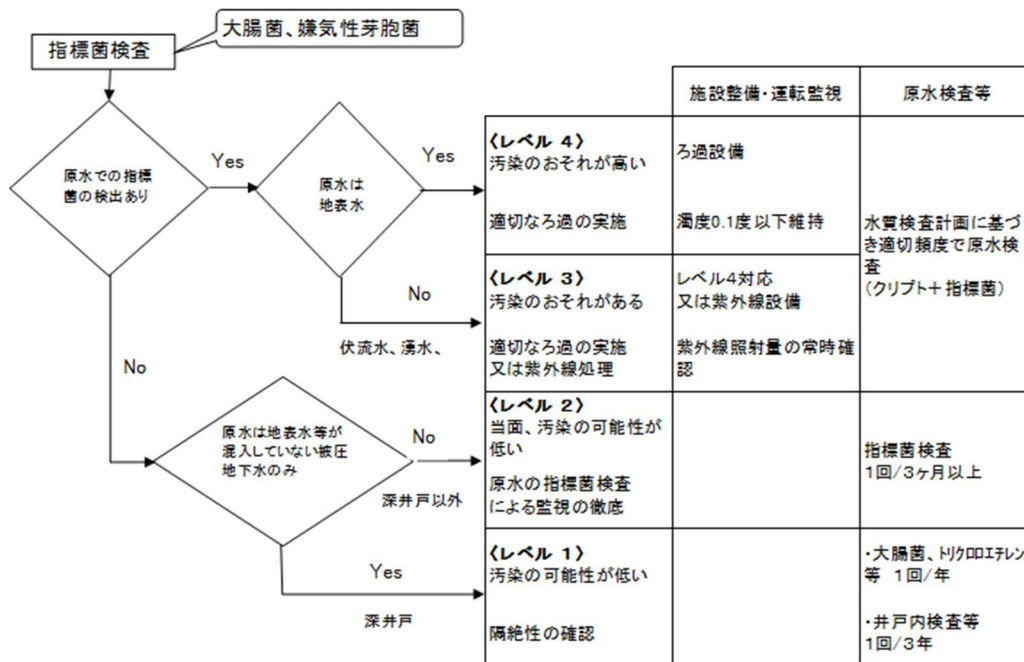 指標菌検査
大腸菌、嫌気性芽胞菌
原水での指標
菌の検出あり
Yes
原水は
地表水
Yes
No
伏流水、湧水、
No
原水は地表水等が
混入していない被圧
地下水のみ
No
深井戸以外
Yes
深井戸
施設整備・運転監視
原水検査等
〈レベル 4〉
汚染のおそれが高い
適切なろ過の実施
ろ過設備
濁度0.1度以下維持
水質検査計画に基づ
き適切頻度で原水検
査
(クリプト+指標菌)
〈レベル 3〉
汚染のおそれがある
適切なろ過の実施
又は紫外線処理
レベル4対応
又は紫外線設備
紫外線照射量の常時確
認
〈レベル 2〉
当面、汚染の可能性が
低い
原水の指標菌検査
による監視の徹底
指標菌検査
1回/3ヶ月以上
〈レベル 1〉
汚染の可能性が低い
隔絶性の確認
・大腸菌、トリクロロエチレン
等 1回/年
・井戸内検査等
1回/3年